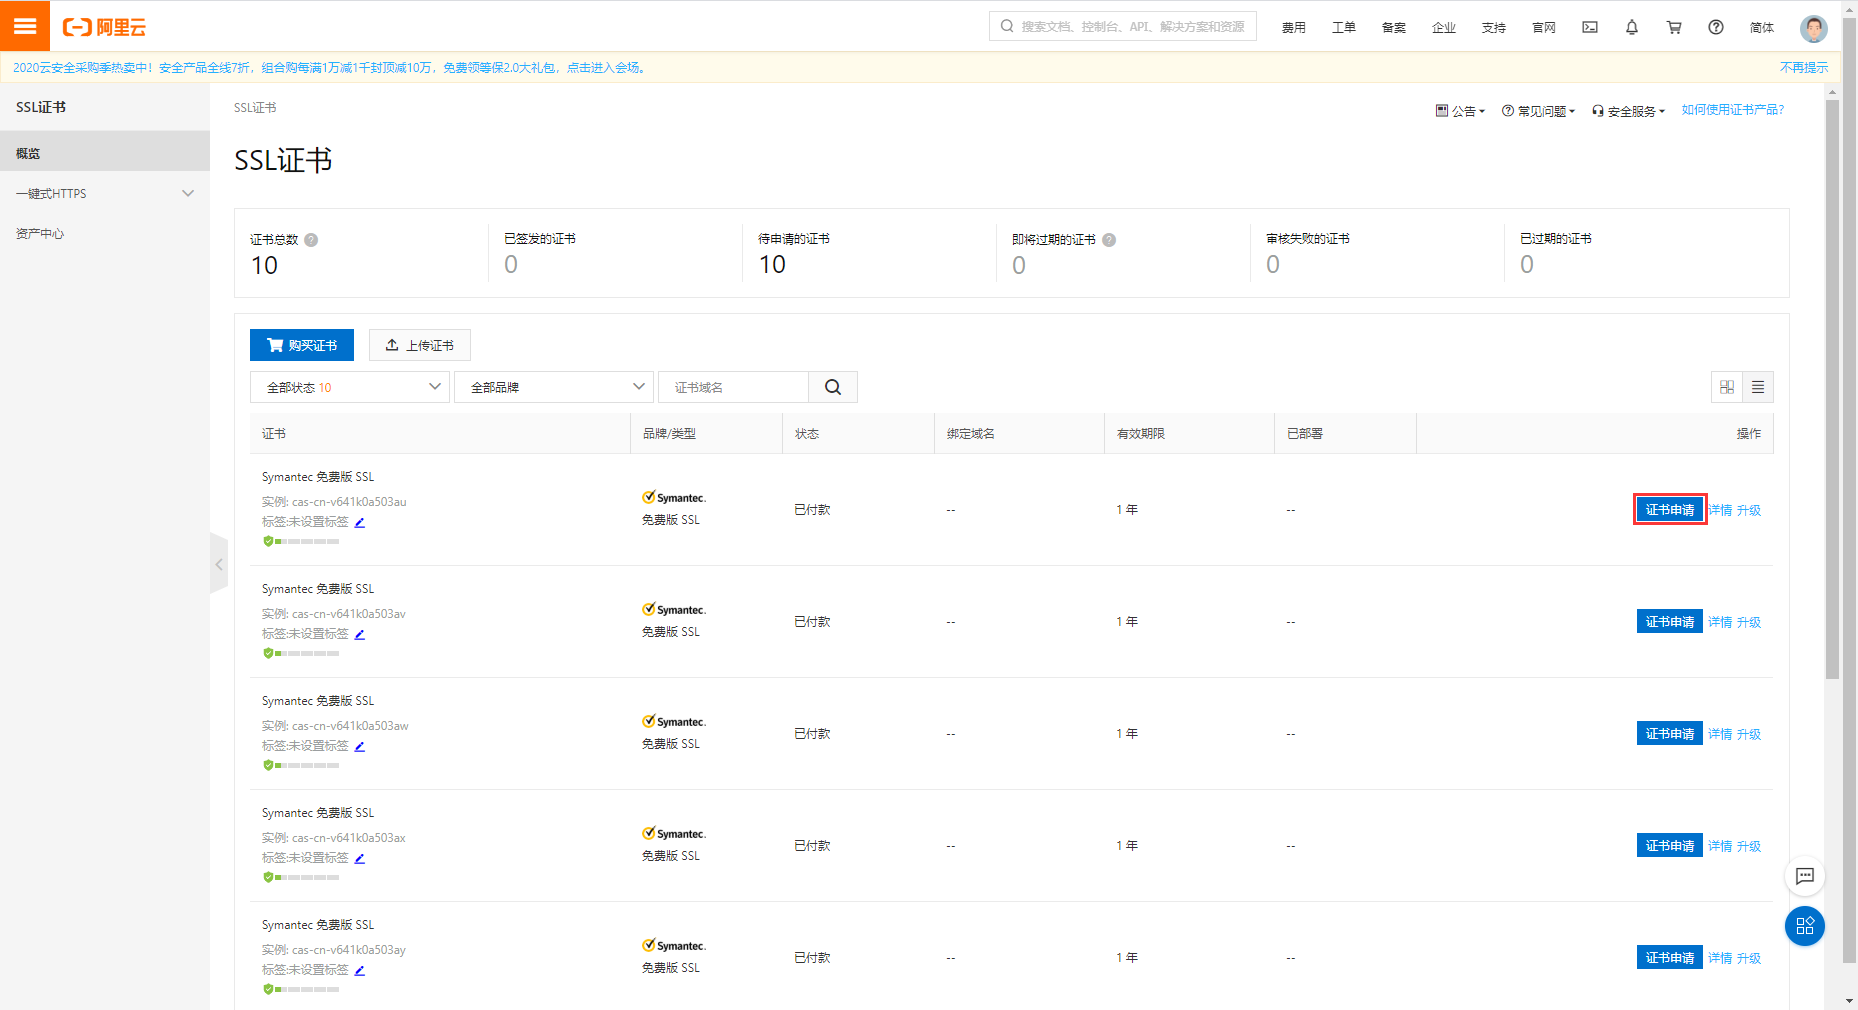 阿里云
搜索文档、控制台、API、解决方案和资源
费用 工单 备案 企业 支持 官网 简体
2020云安全采购季热卖中！安全产品全线7折，组合购每满1万减1千封顶减10万，免费领等保2.0大礼包，点击进入会场。 不再提示
SSL证书
概览
一键式HTTPS
资产中心
SSL证书
公告 常见问题 安全服务 如何使用证书产品?
SSL证书
证书总数 ? 已签发的证书 待申请的证书 即将过期的证书 ? 审核失败的证书 已过期的证书
10 0 10 0 0 0
购买证书 上传证书
全部状态 10 全部品牌 证书域名
证书 品牌/类型 状态 绑定域名 有效期限 已部署 操作
Symantec 免费版 SSL
实例: cas-cn-v641k0a503au
标签:未设置标签
Symantec.
免费版 SSL
已付款 -- 1 年 -- 证书申请 详情 升级
Symantec 免费版 SSL
实例: cas-cn-v641k0a503av
标签:未设置标签
Symantec.
免费版 SSL
已付款 -- 1 年 -- 证书申请 详情 升级
Symantec 免费版 SSL
实例: cas-cn-v641k0a503aw
标签:未设置标签
Symantec.
免费版 SSL
已付款 -- 1 年 -- 证书申请 详情 升级
Symantec 免费版 SSL
实例: cas-cn-v641k0a503ax
标签:未设置标签
Symantec.
免费版 SSL
已付款 -- 1 年 -- 证书申请 详情 升级
Symantec 免费版 SSL
实例: cas-cn-v641k0a503ay
标签:未设置标签
Symantec.
免费版 SSL
已付款 -- 1 年 -- 证书申请 详情 升级